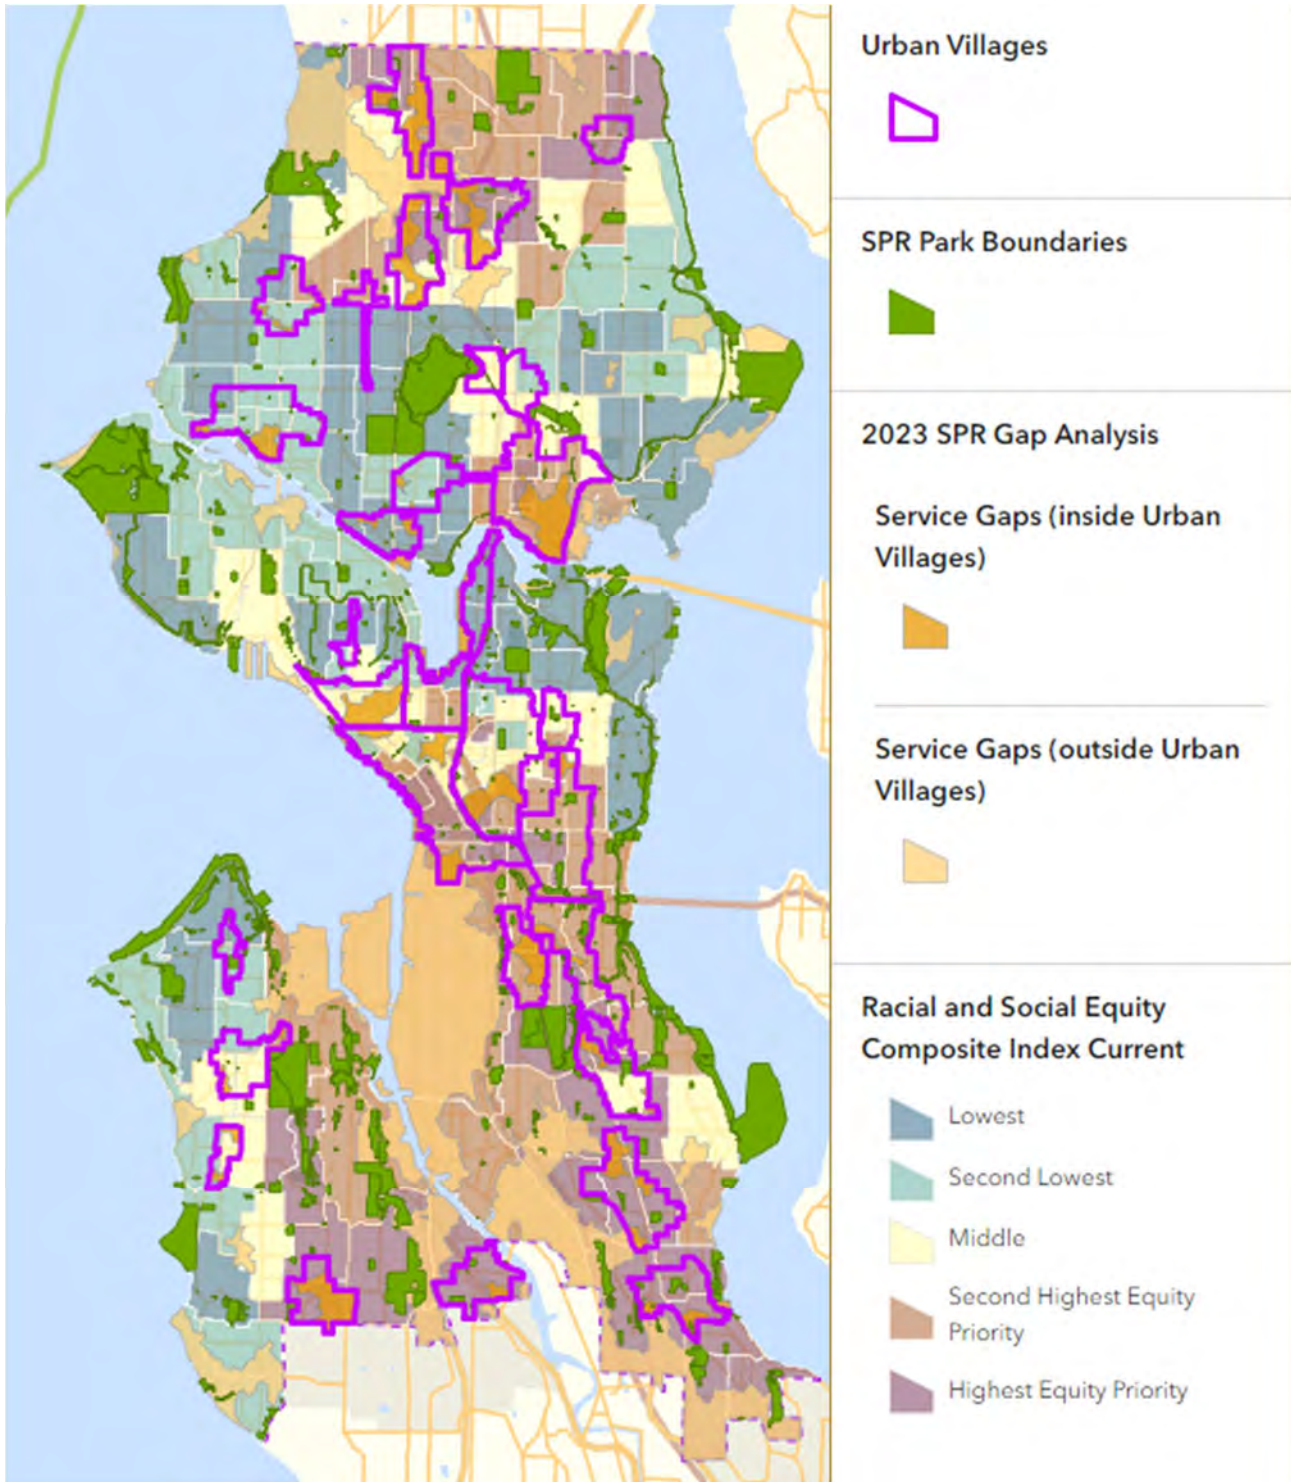 Urban Villages
SPR Park Boundaries
2023 SPR Gap Analysis
Service Gaps (inside Urban
Villages)
Service Gaps (outside Urban
Villages)
Racial and Social Equity
Composite Index Current
Lowest
Second Lowest
Middle
Second Highest Equity
Priority
Highest Equity Priority